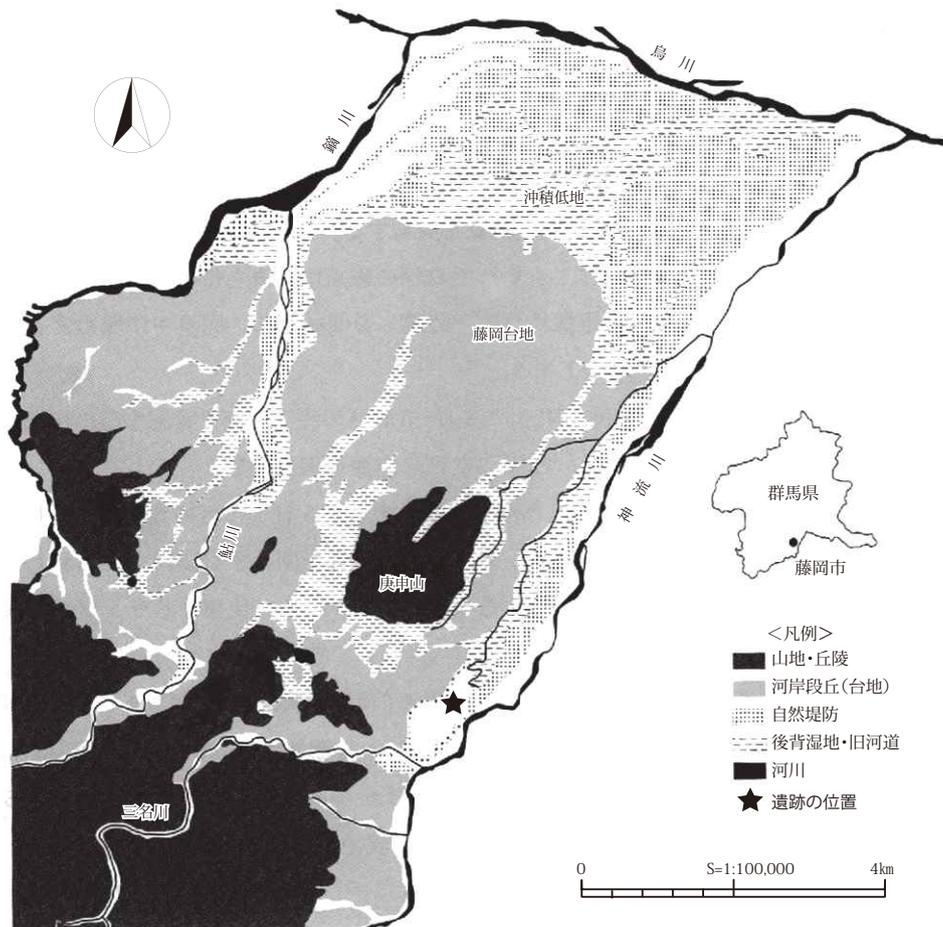 烏川
鏑川
沖積低地
藤岡台地
神流川
群馬県
藤岡市
鮎川
庚申山
三名川
＜凡例＞
山地・丘陵
河岸段丘（台地）
自然堤防
後背湿地・旧河道
河川
遺跡の位置
0 S=1:100,000 4km